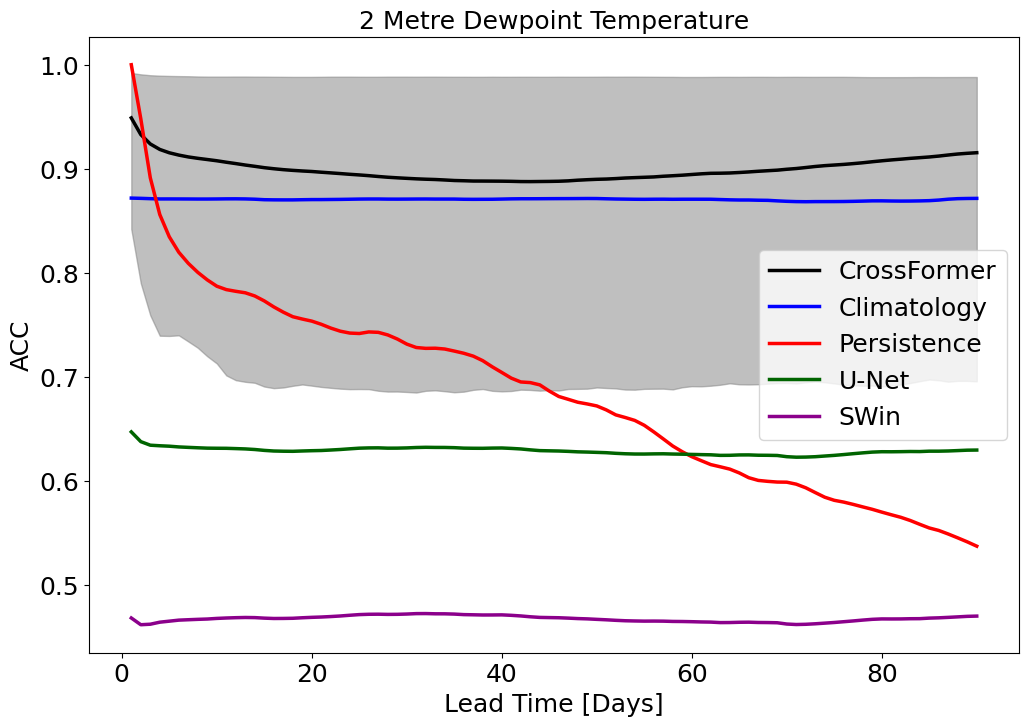 2 Metre Dewpoint Temperature
ACC
1.0
0.9
0.8
0.7
0.6
0.5
CrossFormer
Climatology
Persistence
U-Net
SWin
0 20 40 60 80
Lead Time [Days]